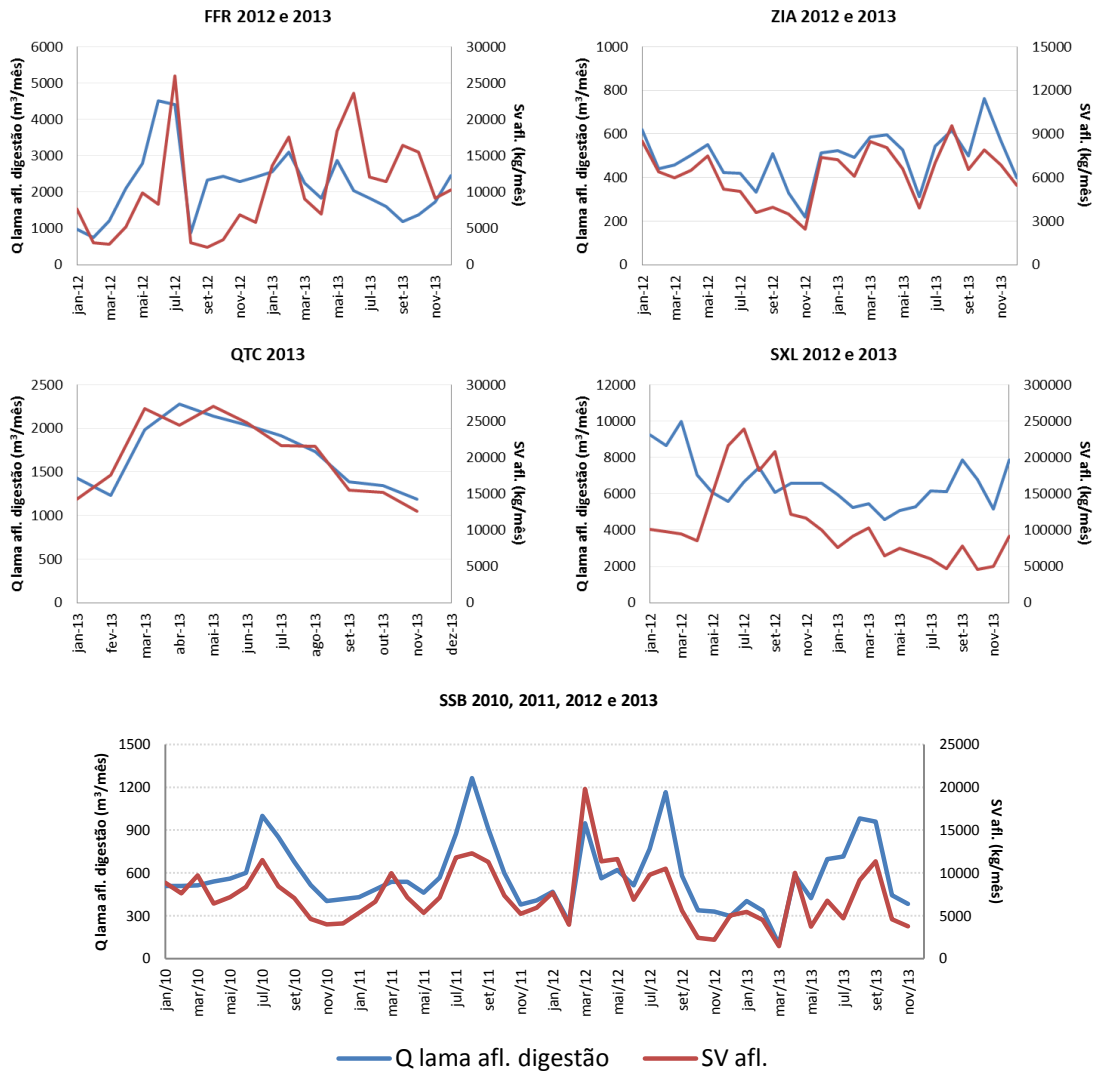 FFR 2012 e 2013
Q lama afl. digestão (m³/mês)
6000
5000
4000
3000
2000
1000
0
30000
25000
20000
15000
10000
5000
0
SV afl. (kg/mês)
jan-12
mar-12
mai-12
jul-12
set-12
nov-12
jan-13
mar-13
mai-13
jul-13
set-13
nov-13
ZIA 2012 e 2013
Q lama afl. digestão (m³/mês)
1000
800
600
400
200
0
15000
12000
9000
6000
3000
0
SV afl. (kg/mês)
jan-12
mar-12
mai-12
jul-12
set-12
nov-12
jan-13
mar-13
mai-13
jul-13
set-13
nov-13
QTC 2013
Q lama afl. digestão (m³/mês)
2500
2000
1500
1000
500
0
30000
25000
20000
15000
10000
5000
0
SV afl. (kg/mês)
jan-13
fev-13
mar-13
abr-13
mai-13
jun-13
jul-13
ago-13
set-13
out-13
nov-13
dez-13
SXL 2012 e 2013
Q lama afl. digestão (m³/mês)
12000
10000
8000
6000
4000
2000
0
300000
250000
200000
150000
100000
50000
0
SV afl. (kg/mês)
jan-12
mar-12
mai-12
jul-12
set-12
nov-12
jan-13
mar-13
mai-13
jul-13
set-13
nov-13
SSB 2010, 2011, 2012 e 2013
Q lama afl. digestão (m³/mês)
1500
1200
900
600
300
0
25000
20000
15000
10000
5000
0
SV afl. (kg/mês)
jan/10
mar/10
mai/10
jul/10
set/10
nov/10
jan/11
mar/11
mai/11
jul/11
set/11
nov/11
jan/12
mar/12
mai/12
jul/12
set/12
nov/12
jan/13
mar/13
mai/13
jul/13
set/13
nov/13
Q lama afl. digestão
SV afl.